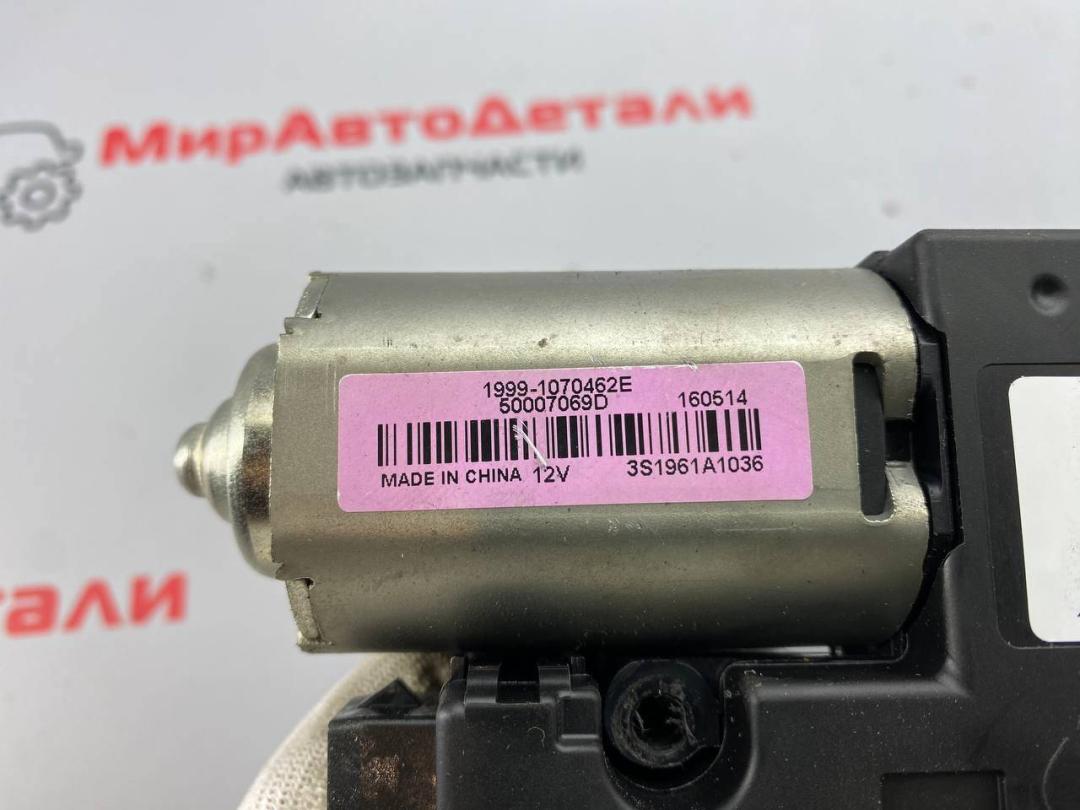 МирАвтоДетали
АВТОЗАПЧАСТИ
1999-1070462E
50007069D 160514
MADE IN CHINA 12V 3S1961A1036
тали